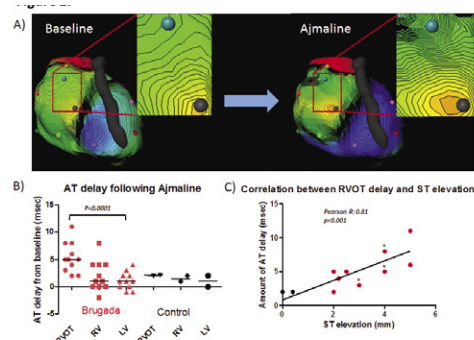 A)
Baseline
Ajmaline
B)
AT delay following Ajmaline
P<0.0001
AT delay from baseline (msec)
15
10
5
0
-5
RVOT
RV
LV
RVOT
RV
LV
Brugada
Control
C)
Correlation between RVOT delay and ST elevation
Pearson R:0.81
p<0.001
Amount of AT delay (msec)
15
10
5
0
0
2
4
6
ST elevation (mm)